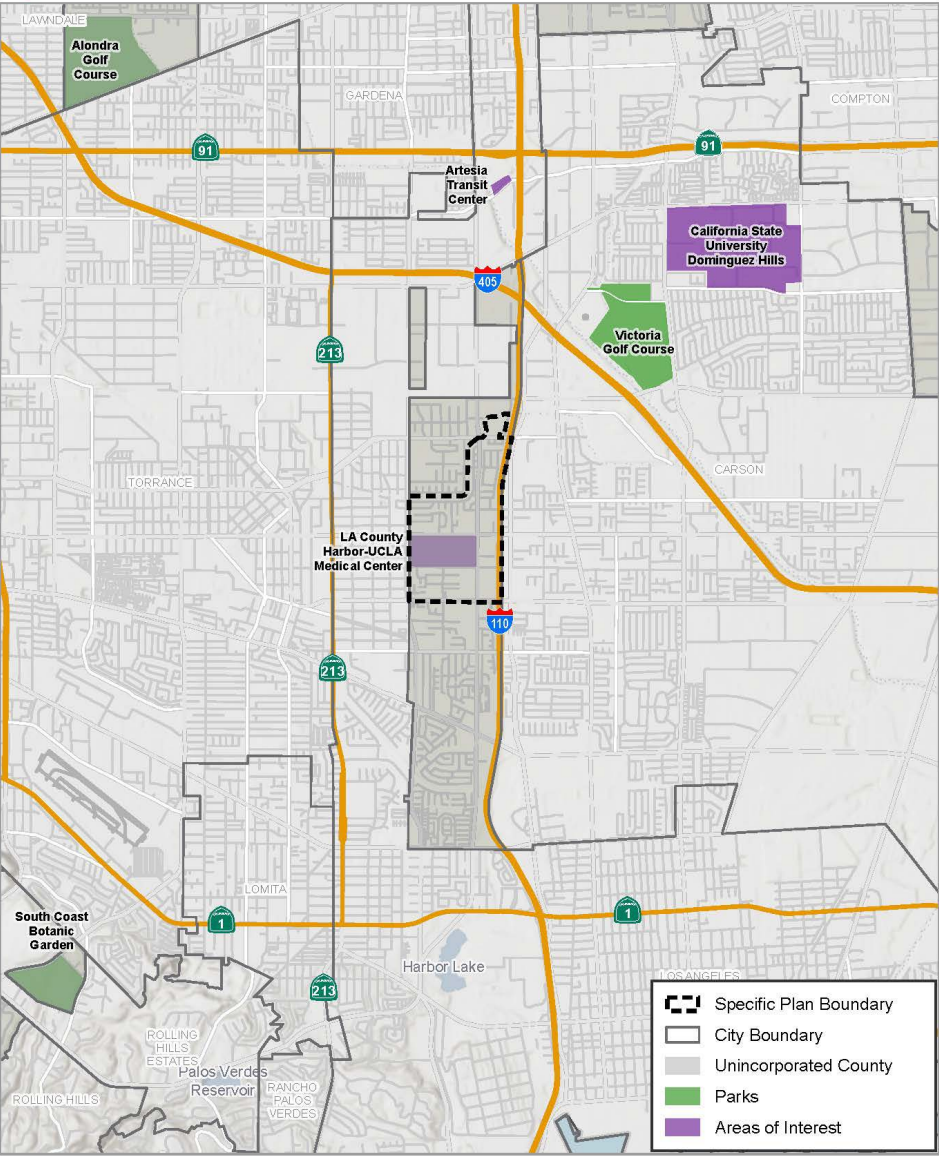 LAWNDALE
Alondra
Golf
Course
GARDENA
COMPTON
91
91
Artesia
Transit
Center
California State
University
Dominguez Hills
405
213
Victoria
Golf Course
CARSON
TORRANCE
LA County
Harbor-UCLA
Medical Center
110
213
LOMITA
South Coast
Botanic
Garden
1
1
Harbor Lake
LOS ANGELES
213
ROLLING
HILLS
ESTATES
Palos Verdes
Reservoir
ROLLING HILLS
RANCHO
PALOS
VERDES
Specific Plan Boundary
City Boundary
Unincorporated County
Parks
Areas of Interest